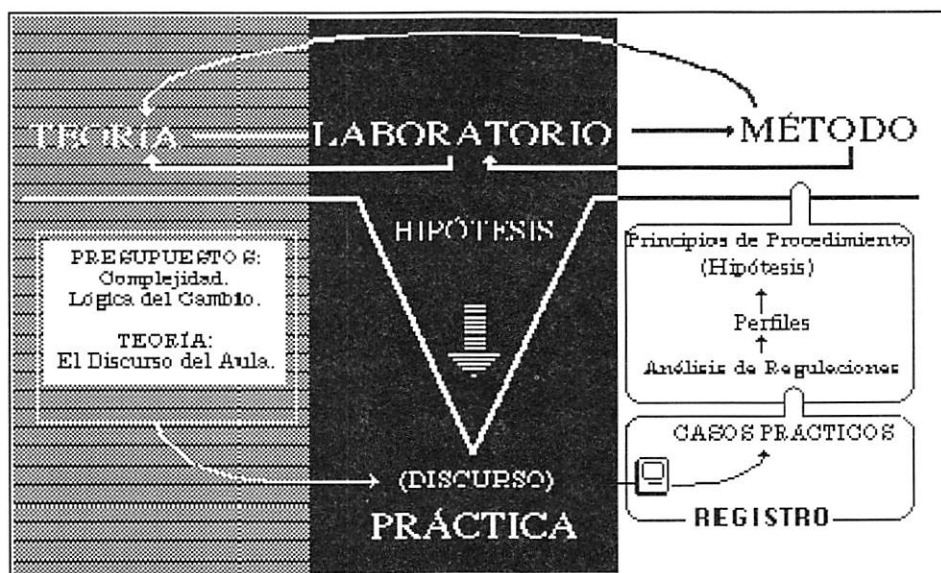 TEORÍA LABORATORIO MÉTODO
HIPÓTESIS
PRESUPUESTOS:
Complejidad.
Lógica del Cambio.
TEORÍA:
El Discurso del Aula.
Principios de Procedimiento
(Hipótesis)
Perfiles
Análisis de Regulaciones
CASOS PRÁCTICOS
(DISCURSO)
PRÁCTICA
REGISTRO